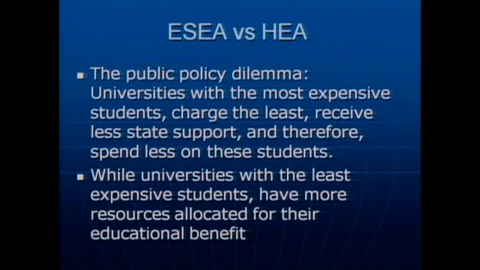 ESEA vs HEA
The public policy dilemma:
Universities with the most expensive
students, charge the least, receive
less state support, and therefore,
spend less on these students.
While universities with the least
expensive students, have more
resources allocated for their
educational benefit